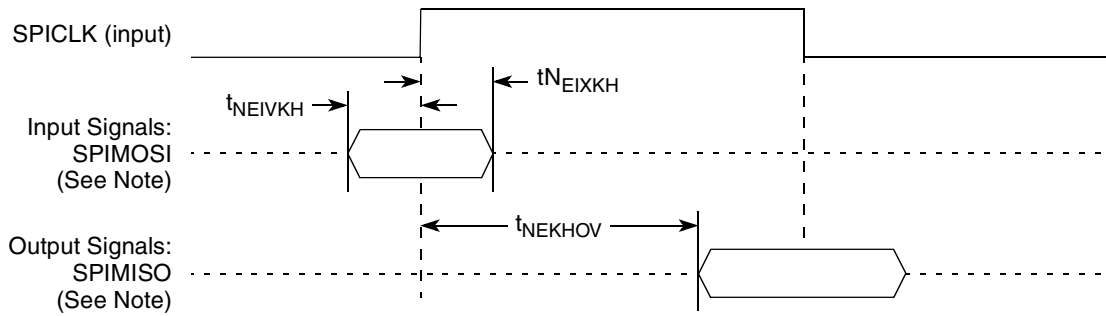 SPICLK (input)
tNEIXKH
tNEIVKH
Input Signals:
SPIMOSI
(See Note)
tNEKHOV
Output Signals:
SPIMISO
(See Note)